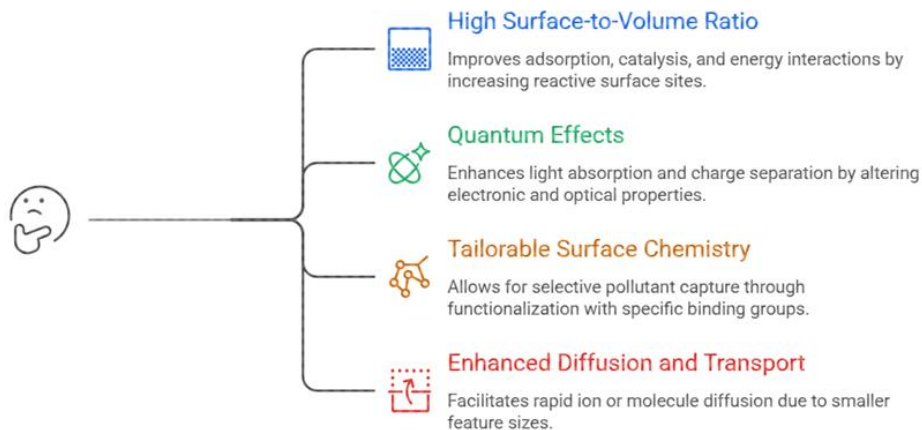 High Surface-to-Volume Ratio
Improves adsorption, catalysis, and energy interactions by
increasing reactive surface sites.
Quantum Effects
Enhances light absorption and charge separation by altering
electronic and optical properties.
Tailorable Surface Chemistry
Allows for selective pollutant capture through
functionalization with specific binding groups.
Enhanced Diffusion and Transport
Facilitates rapid ion or molecule diffusion due to smaller
feature sizes.